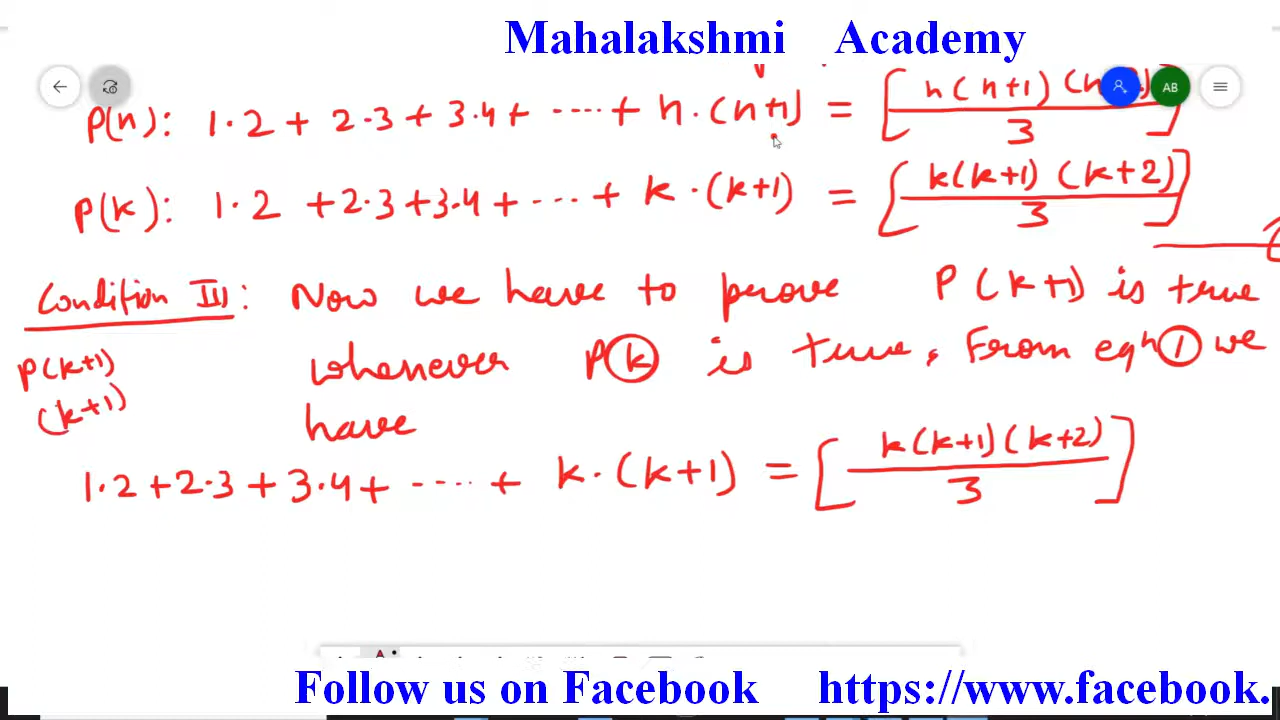 Mahalakshmi Academy
P(n): 1·2 + 2·3 + 3·4 + ---- + n·(n+1) = [n(n+1)(n / 3]
AB
P(k): 1·2 + 2·3 + 3·4 + --- + k·(k+1) = [k(k+1)(k+2) / 3]
Condition III: Now we have to prove P(k+1) is true
P(k+1) whenever P(k) is true. From eqn 1 we
(k+1) have
1·2 + 2·3 + 3·4 + ---- + k·(k+1) = [k(k+1)(k+2) / 3]
Follow us on Facebook https://www.facebook.